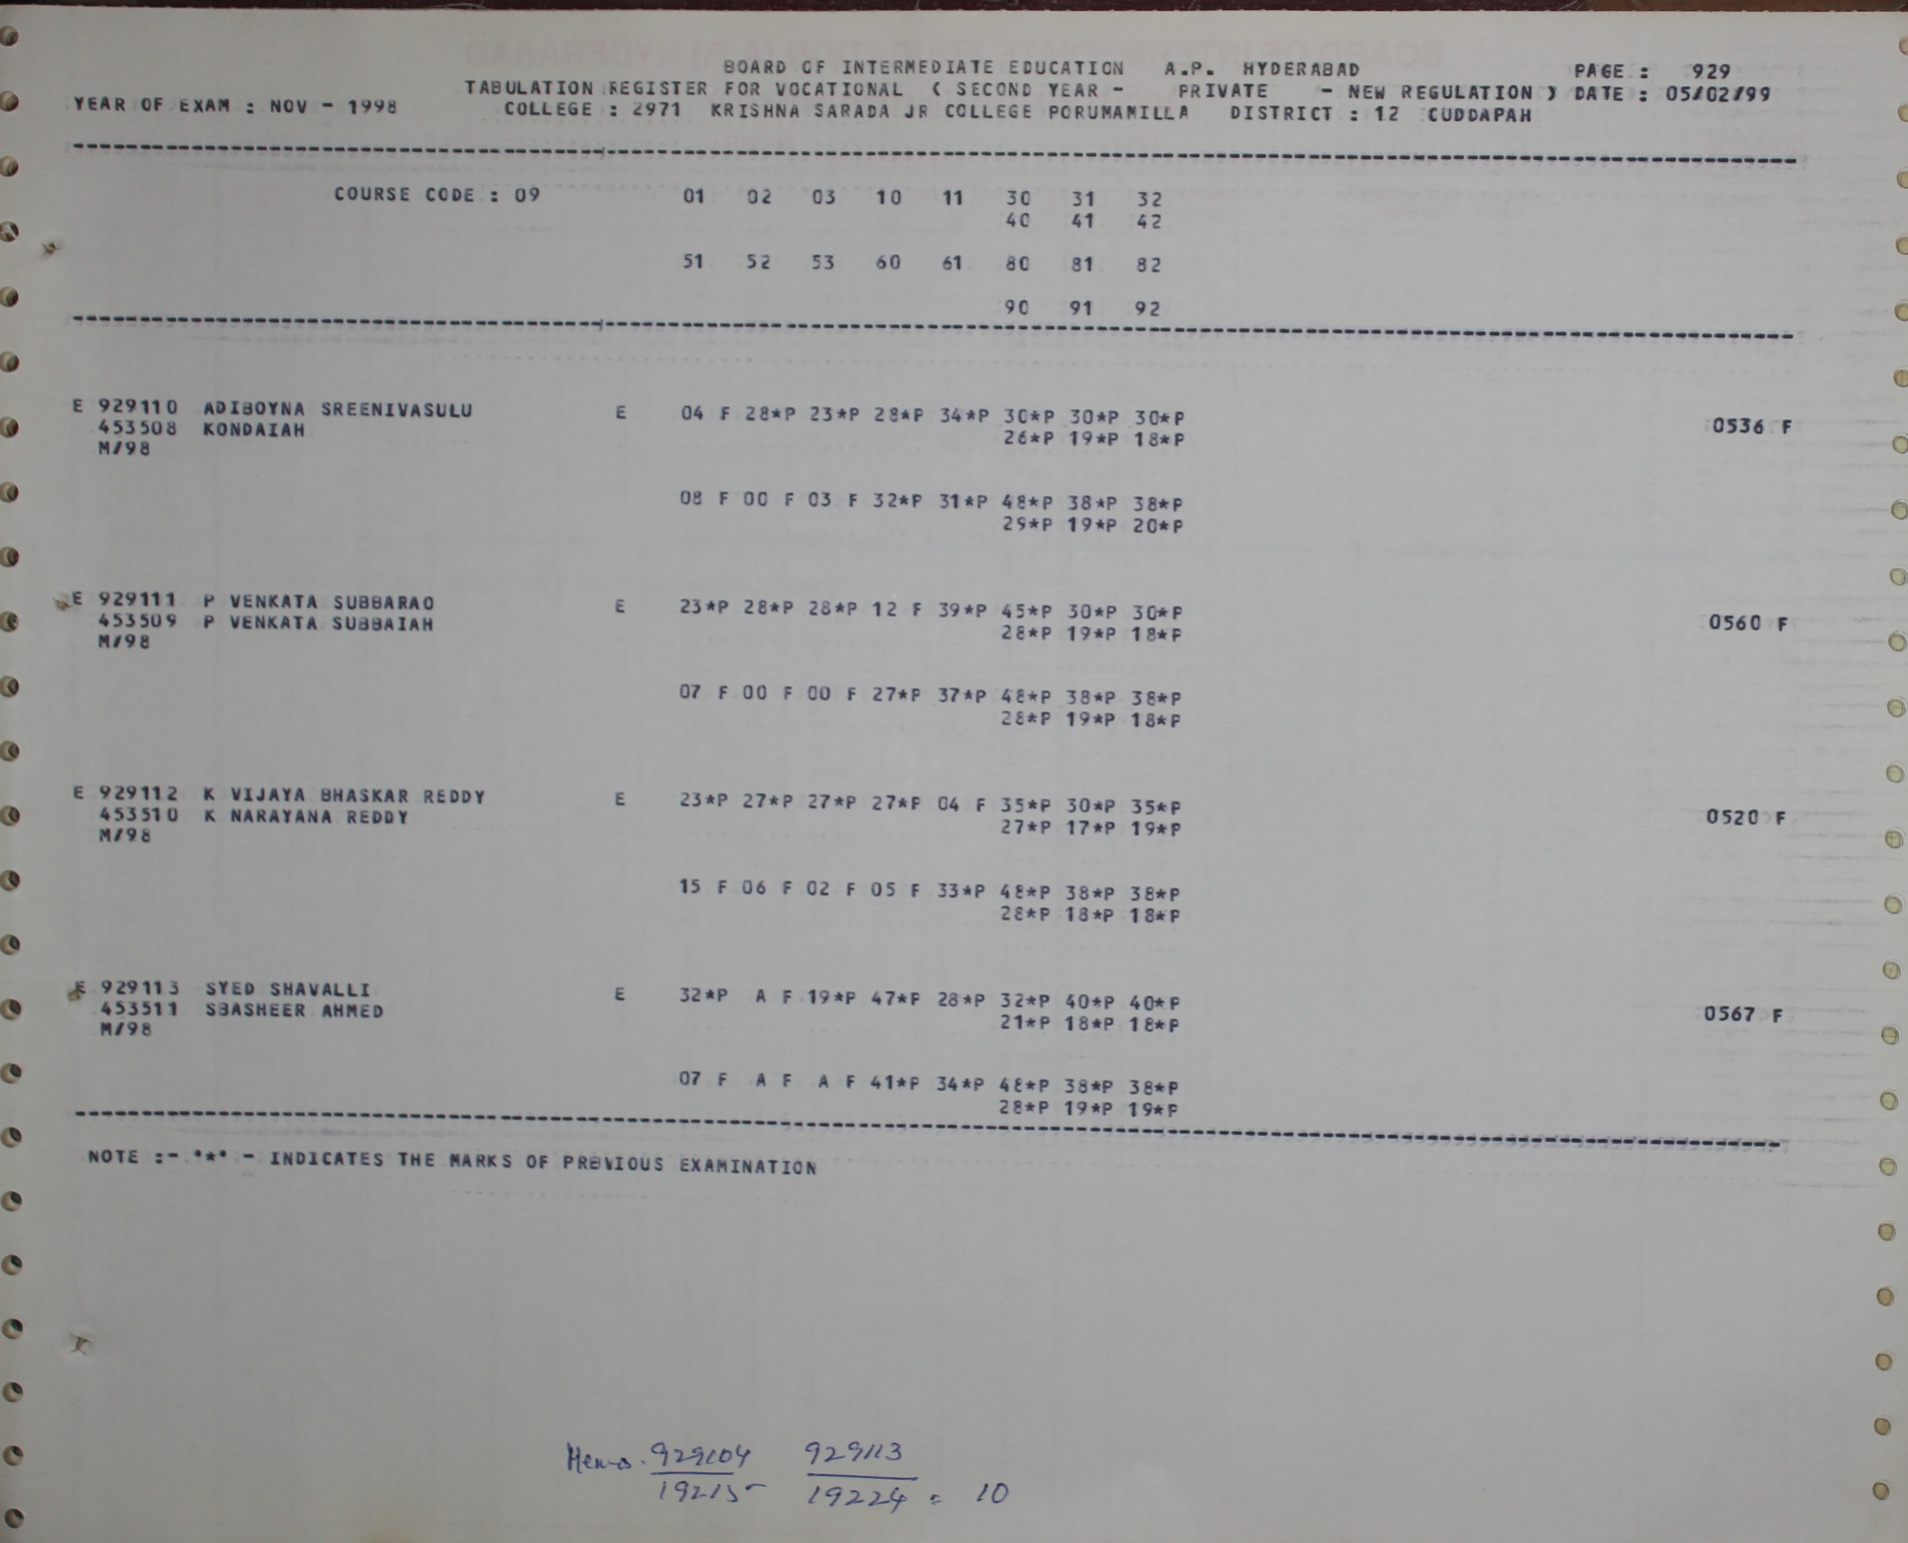 BOARD OF INTERMEDIATE EDUCATION A.P. HYDERABAD PAGE : 929
TABULATION REGISTER FOR VOCATIONAL ( SECOND YEAR - PRIVATE - NEW REGULATION ) DATE : 05/02/99
YEAR OF EXAM : NOV - 1998 COLLEGE : 2971 KRISHNA SARADA JR COLLEGE PORUMAMILLA DISTRICT : 12 CUDDAPAH
COURSE CODE : 09 01 02 03 10 11 30 31 32
40 41 42
51 52 53 60 61 80 81 82
90 91 92
E 929110 ADIBOYNA SREENIVASULU E 04 F 28*P 23*P 28*P 34*P 30*P 30*P 30*P
453508 KONDAIAH 26*P 19*P 18*P 0536 F
M/98
08 F 00 F 03 F 32*P 31*P 48*P 38*P 38*P
29*P 19*P 20*P
E 929111 P VENKATA SUBBARAO E 23*P 28*P 28*P 12 F 39*P 45*P 30*P 30*P
453509 P VENKATA SUBBAIAH 28*P 19*P 18*P 0560 F
M/98
07 F 00 F 00 F 27*P 37*P 48*P 38*P 38*P
28*P 19*P 18*P
E 929112 K VIJAYA BHASKAR REDDY E 23*P 27*P 27*P 27*P 04 F 35*P 30*P 35*P
453510 K NARAYANA REDDY 27*P 17*P 19*P 0520 F
M/98
15 F 06 F 02 F 05 F 33*P 48*P 38*P 38*P
28*P 18*P 18*P
E 929113 SYED SHAVALLI E 32*P A F 19*P 47*P 28*P 32*P 40*P 40*P
453511 SBASHEER AHMED 21*P 18*P 18*P 0567 F
M/98
07 F A F A F 41*P 34*P 48*P 38*P 38*P
28*P 19*P 19*P
NOTE :- "*" - INDICATES THE MARKS OF PREVIOUS EXAMINATION
Memo. 929104 929113
19215 - 19224 = 10